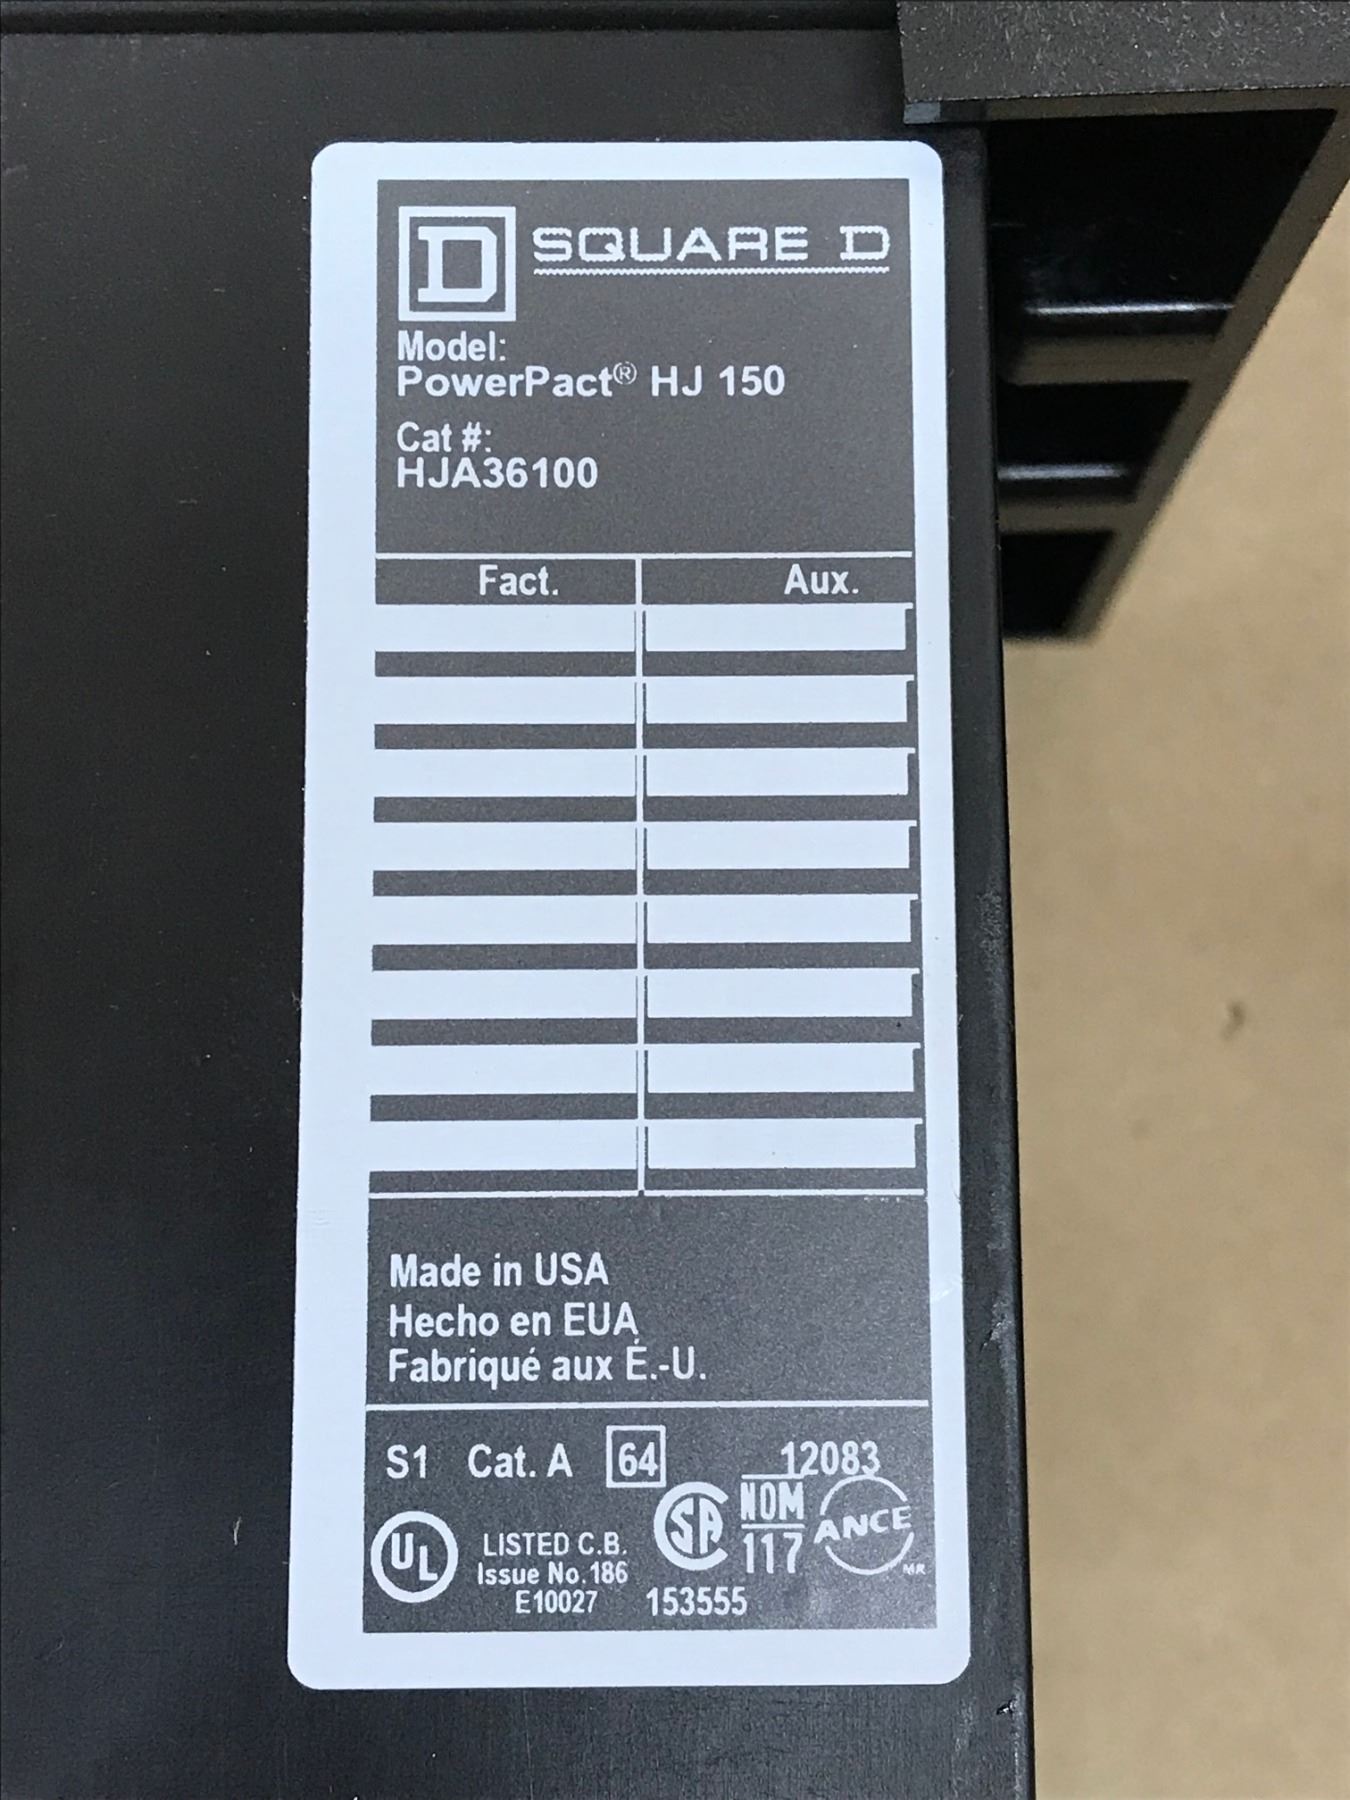 D SQUARE D
Model:
PowerPact® HJ 150
Cat #:
HJA36100
Fact. Aux.
Made in USA
Hecho en EUA
Fabriqué aux É.-U.
S1 Cat. A 64 12083
UL LISTED C.B. SA NOM ANCE
Issue No. 186 117 MR
E10027 153555